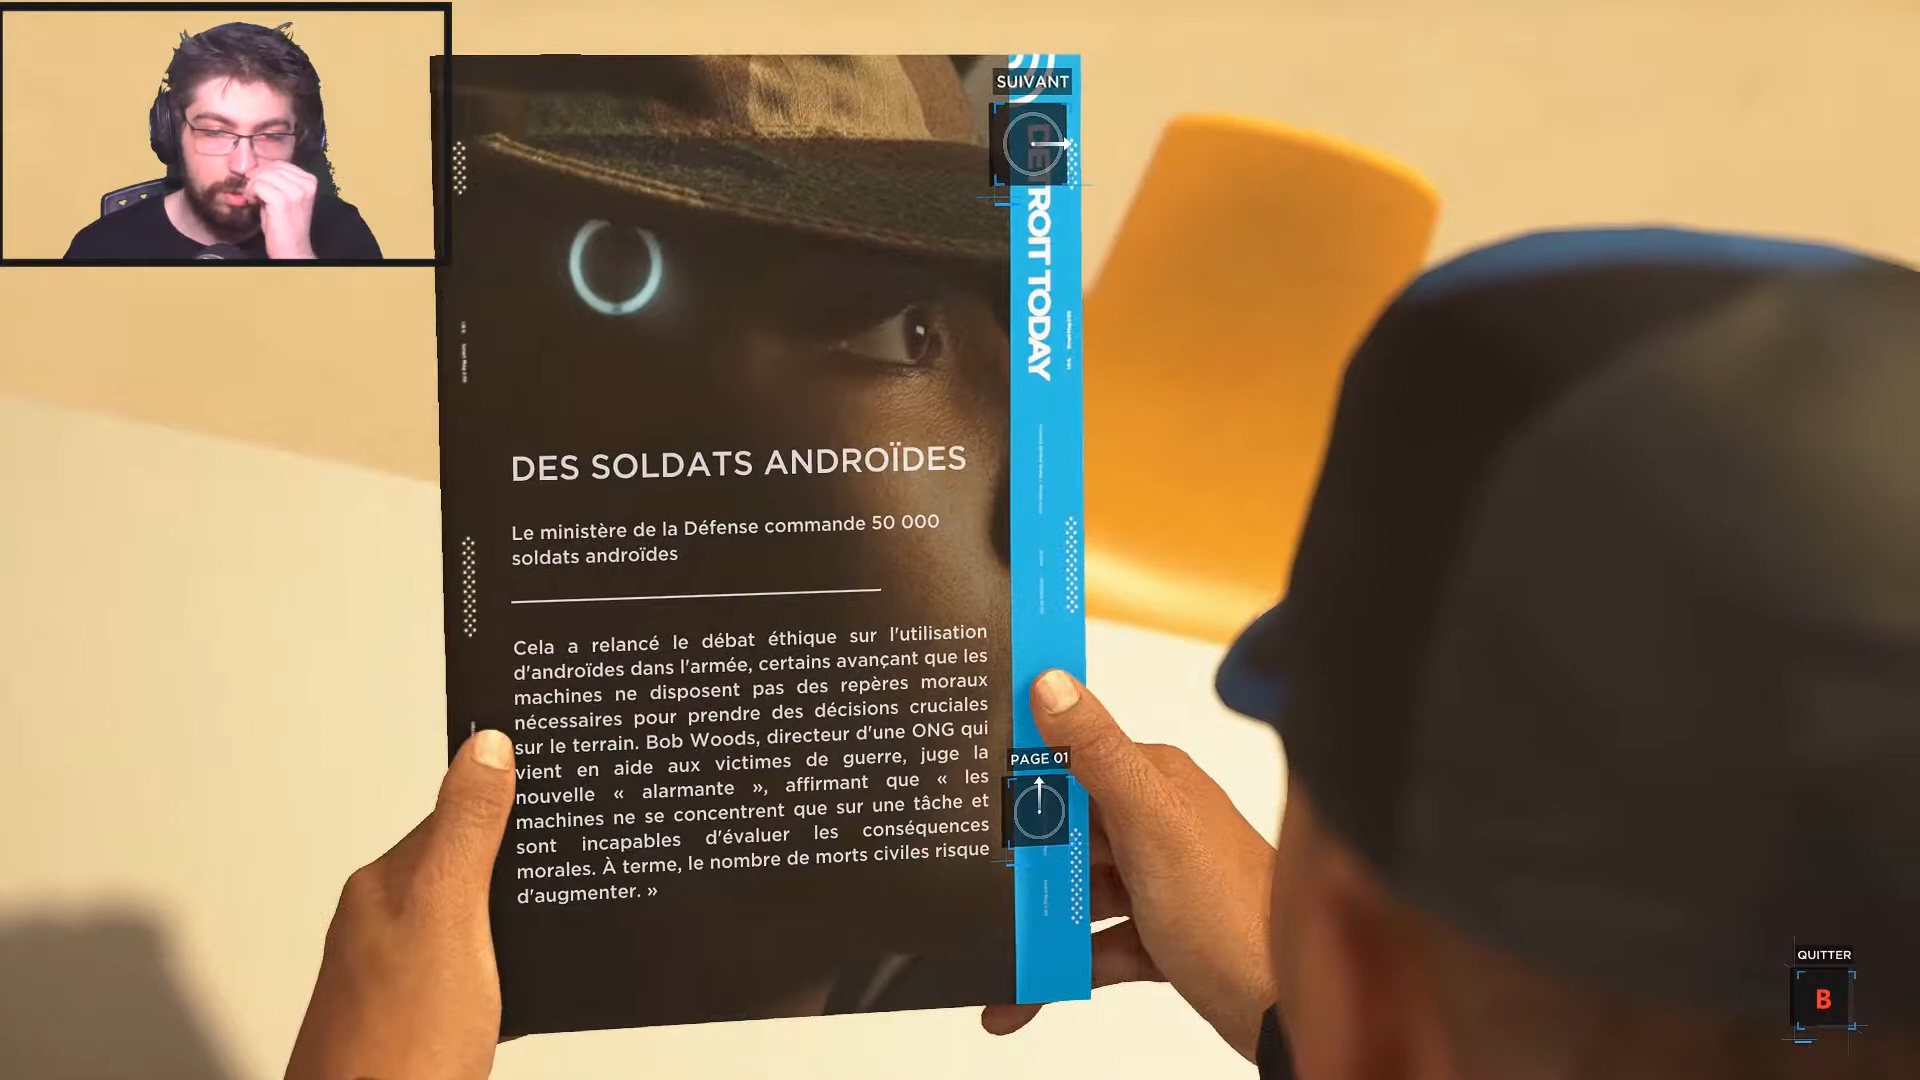 SUIVANT
DETROIT TODAY
DES SOLDATS ANDROÏDES
Le ministère de la Défense commande 50 000
soldats androïdes
Cela a relancé le débat éthique sur l'utilisation
d'androïdes dans l'armée, certains avançant que les
machines ne disposent pas des repères moraux
nécessaires pour prendre des décisions cruciales
sur le terrain. Bob Woods, directeur d'une ONG qui
vient en aide aux victimes de guerre, juge la
nouvelle « alarmante », affirmant que « les
machines ne se concentrent que sur une tâche et
sont incapables d'évaluer les conséquences
morales. À terme, le nombre de morts civiles risque
d'augmenter. »
PAGE 01
QUITTER
B